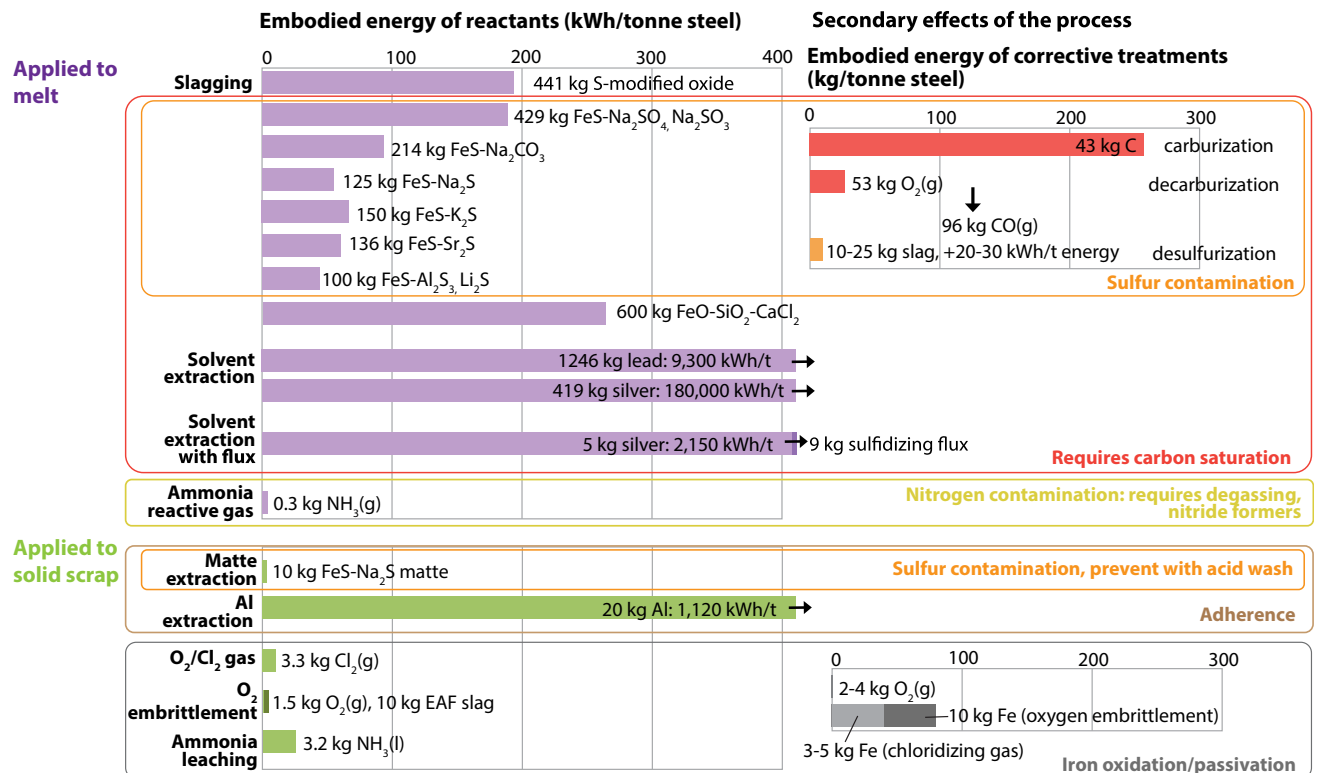 Embodied energy of reactants (kWh/tonne steel)
Secondary effects of the process
Embodied energy of corrective treatments
(kg/tonne steel)
Applied to
melt
0 100 200 300 400
Slagging
441 kg S-modified oxide
429 kg FeS-Na₂SO₄, Na₂SO₃
214 kg FeS-Na₂CO₃
125 kg FeS-Na₂S
150 kg FeS-K₂S
136 kg FeS-Sr₂S
100 kg FeS-Al₂S₃, Li₂S
0 100 200 300
43 kg C carburization
53 kg O₂(g) decarburization
96 kg CO(g)
10-25 kg slag, +20-30 kWh/t energy desulfurization
Sulfur contamination
600 kg FeO-SiO₂-CaCl₂
Solvent
extraction
1246 kg lead: 9,300 kWh/t
419 kg silver: 180,000 kWh/t
Solvent
extraction
with flux
5 kg silver: 2,150 kWh/t
9 kg sulfidizing flux
Requires carbon saturation
Ammonia
reactive gas
0.3 kg NH₃(g)
Nitrogen contamination: requires degassing,
nitride formers
Applied to
solid scrap
Matte
extraction
10 kg FeS-Na₂S matte
Sulfur contamination, prevent with acid wash
Al
extraction
20 kg Al: 1,120 kWh/t
Adherence
O₂/Cl₂ gas
3.3 kg Cl₂(g)
O₂
embrittlement
1.5 kg O₂(g), 10 kg EAF slag
Ammonia
leaching
3.2 kg NH₃(l)
0 100 200 300
2-4 kg O₂(g)
10 kg Fe (oxygen embrittlement)
3-5 kg Fe (chloridizing gas)
Iron oxidation/passivation